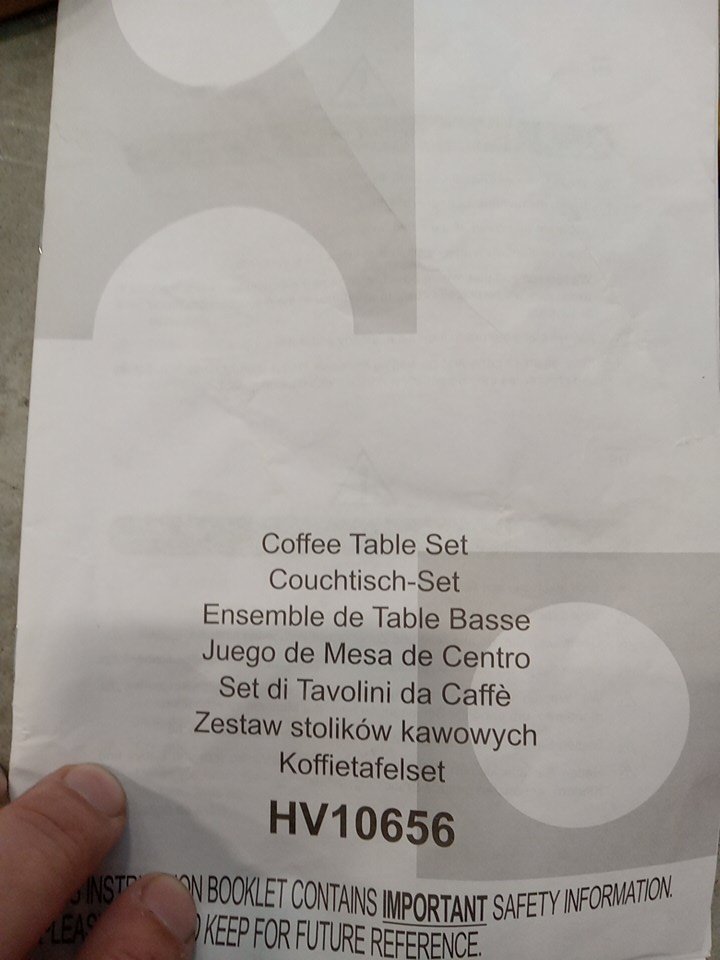 Coffee Table Set
Couchtisch-Set
Ensemble de Table Basse
Juego de Mesa de Centro
Set di Tavolini da Caffè
Zestaw stolików kawowych
Koffietafelset
HV10656
BOOKLET CONTAINS IMPORTANT SAFETY INFORMATION.
KEEP FOR FUTURE REFERENCE.